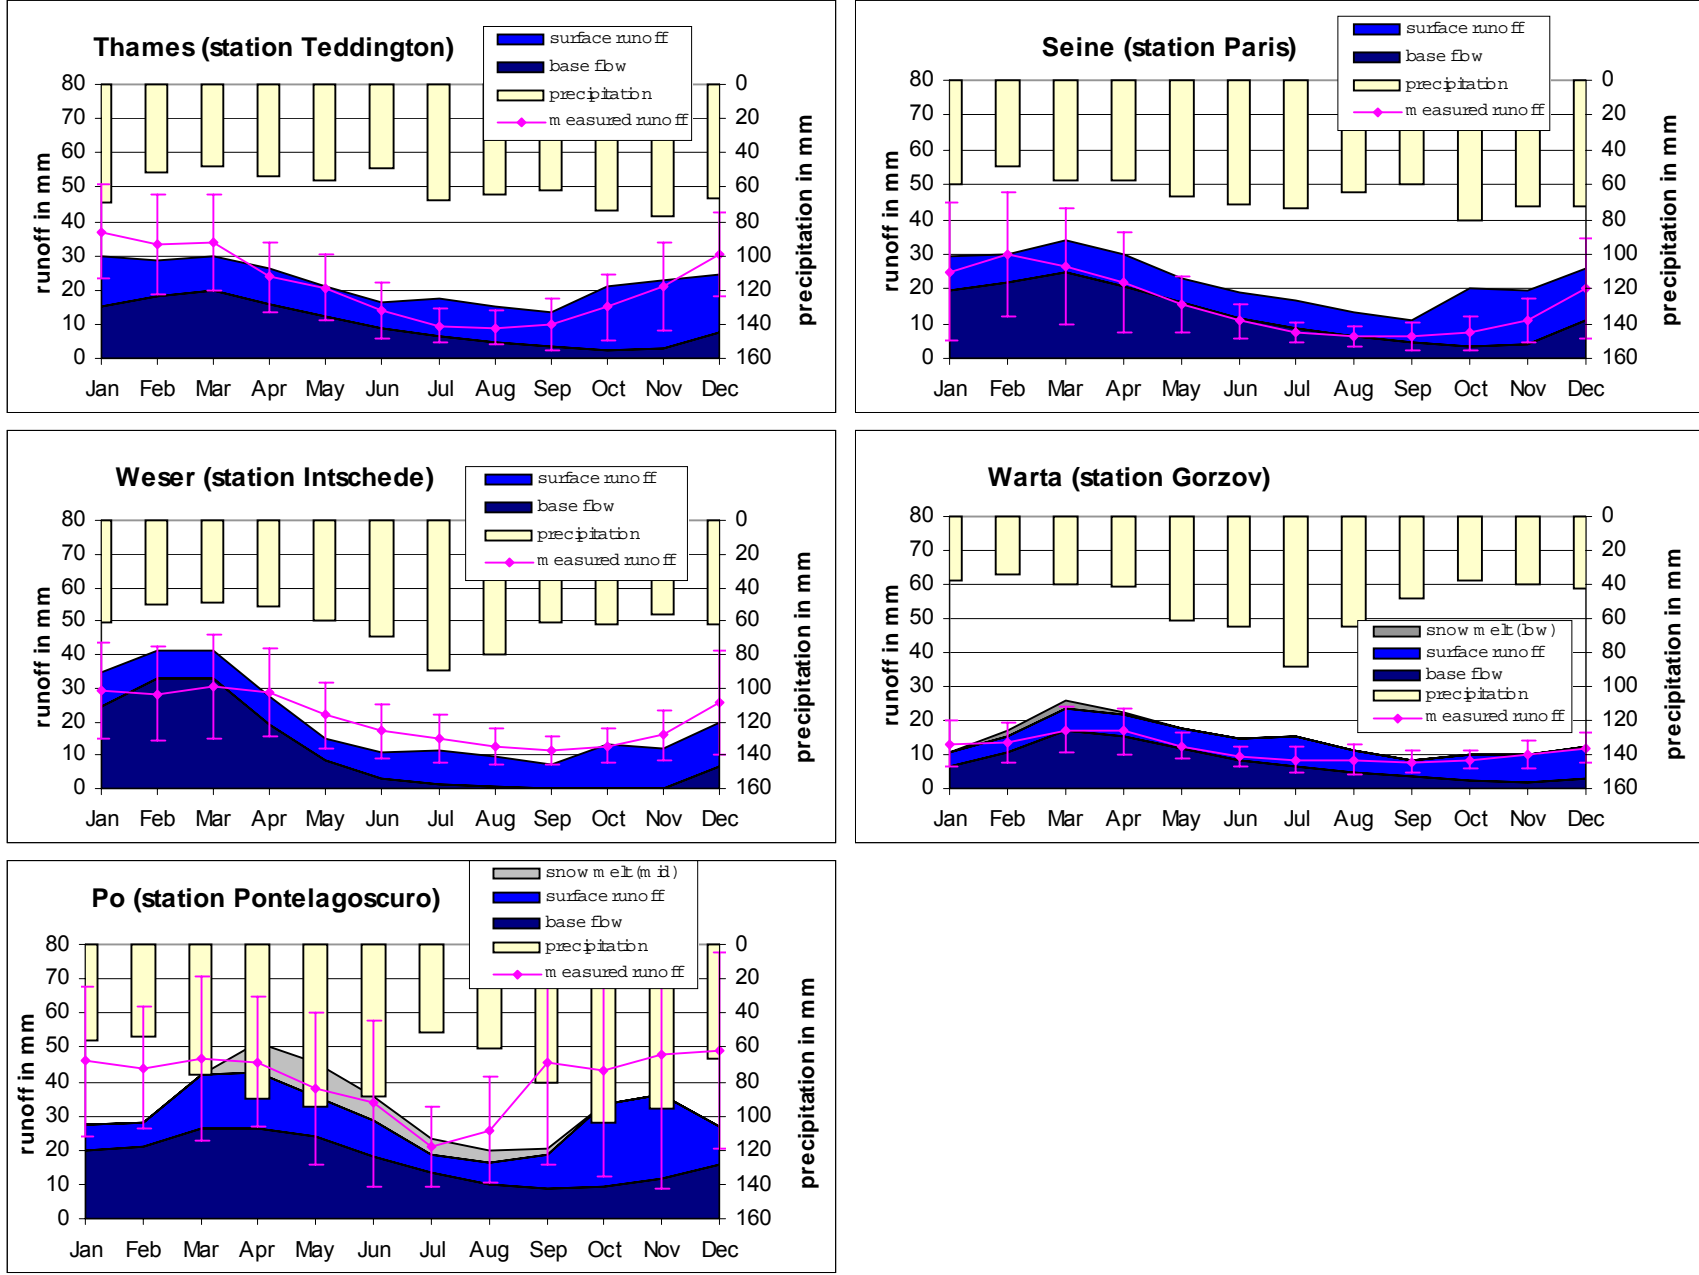 Thames (station Teddington)
surface runoff
base flow
precipitation
measured runoff
80 70 60 50 40 30 20 10 0
runoff in mm
0 20 40 60 80 100 120 140 160
precipitation in mm
Jan Feb Mar Apr May Jun Jul Aug Sep Oct Nov Dec
Seine (station Paris)
surface runoff
base flow
precipitation
measured runoff
80 70 60 50 40 30 20 10 0
runoff in mm
0 20 40 60 80 100 120 140 160
precipitation in mm
Jan Feb Mar Apr May Jun Jul Aug Sep Oct Nov Dec
Weser (station Intschede)
surface runoff
base flow
precipitation
measured runoff
80 70 60 50 40 30 20 10 0
runoff in mm
0 20 40 60 80 100 120 140 160
precipitation in mm
Jan Feb Mar Apr May Jun Jul Aug Sep Oct Nov Dec
Warta (station Gorzov)
snow melt (low)
surface runoff
base flow
precipitation
measured runoff
80 70 60 50 40 30 20 10 0
runoff in mm
0 20 40 60 80 100 120 140 160
precipitation in mm
Jan Feb Mar Apr May Jun Jul Aug Sep Oct Nov Dec
Po (station Pontelagoscuro)
snow melt (mid)
surface runoff
base flow
precipitation
measured runoff
80 70 60 50 40 30 20 10 0
runoff in mm
0 20 40 60 80 100 120 140 160
precipitation in mm
Jan Feb Mar Apr May Jun Jul Aug Sep Oct Nov Dec